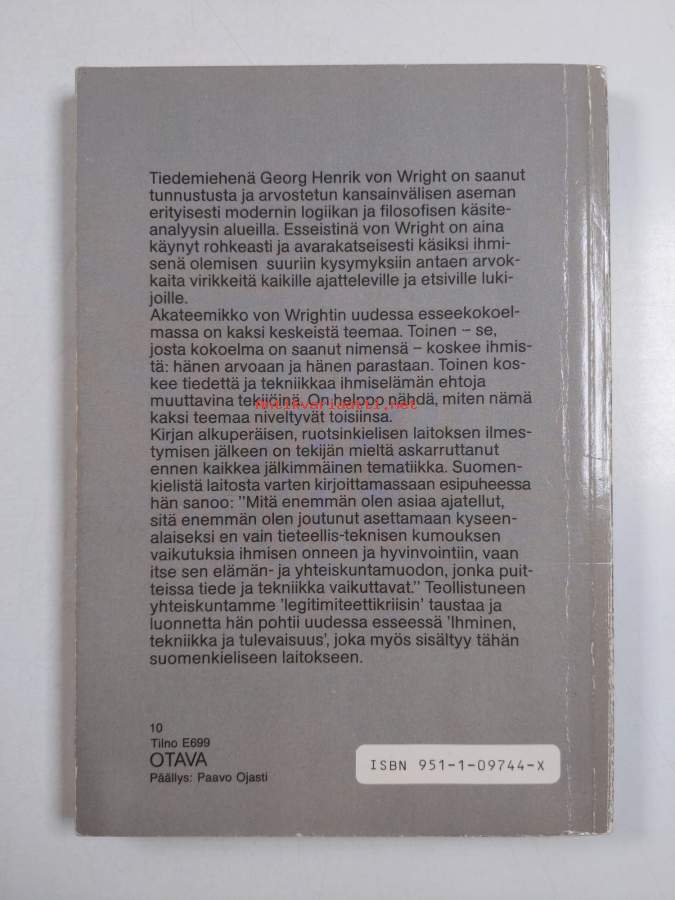 Tiedemiehenä Georg Henrik von Wright on saanut
tunnustusta ja arvostetun kansainvälisen aseman
erityisesti modernin logiikan ja filosofisen käsite-
analyysin alueilla. Esseistinä von Wright on aina
käynyt rohkeasti ja avarakatseisesti käsiksi ihmi-
senä olemisen suuriin kysymyksiin antaen arvok-
kaita virikkeitä kaikille ajatteleville ja etsiville luki-
joille.
Akateemikko von Wrightin uudessa esseekokoel-
massa on kaksi keskeistä teemaa. Toinen – se,
josta kokoelma on saanut nimensä – koskee ihmis-
tä: hänen arvoaan ja hänen parastaan. Toinen kos-
kee tiedettä ja tekniikkaa ihmiselämän ehtoja
muuttavina tekijöinä. On helppo nähdä, miten nämä
Antikvariaatti.net
kaksi teemaa niveltyvät toisiinsa.
Kirjan alkuperäisen, ruotsinkielisen laitoksen ilmes-
tymisen jälkeen on tekijän mieltä askarruttanut
ennen kaikkea jälkimmäinen tematiikka. Suomen-
kielistä laitosta varten kirjoittamassaan esipuheessa
hän sanoo: "Mitä enemmän olen asiaa ajatellut,
sitä enemmän olen joutunut asettamaan kyseen-
alaiseksi en vain tieteellis-teknisen kumouksen
vaikutuksia ihmisen onneen ja hyvinvointiin, vaan
itse sen elämän- ja yhteiskuntamuodon, jonka puit-
teissa tiede ja tekniikka vaikuttavat." Teollistuneen
yhteiskuntamme 'legitimiteettikriisin' taustaa ja
luonnetta hän pohtii uudessa esseessä 'Ihminen,
tekniikka ja tulevaisuus', joka myös sisältyy tähän
suomenkieliseen laitokseen.
10
Tilno E699
OTAVA
Päällys: Paavo Ojasti
ISBN 951-1-09744-X